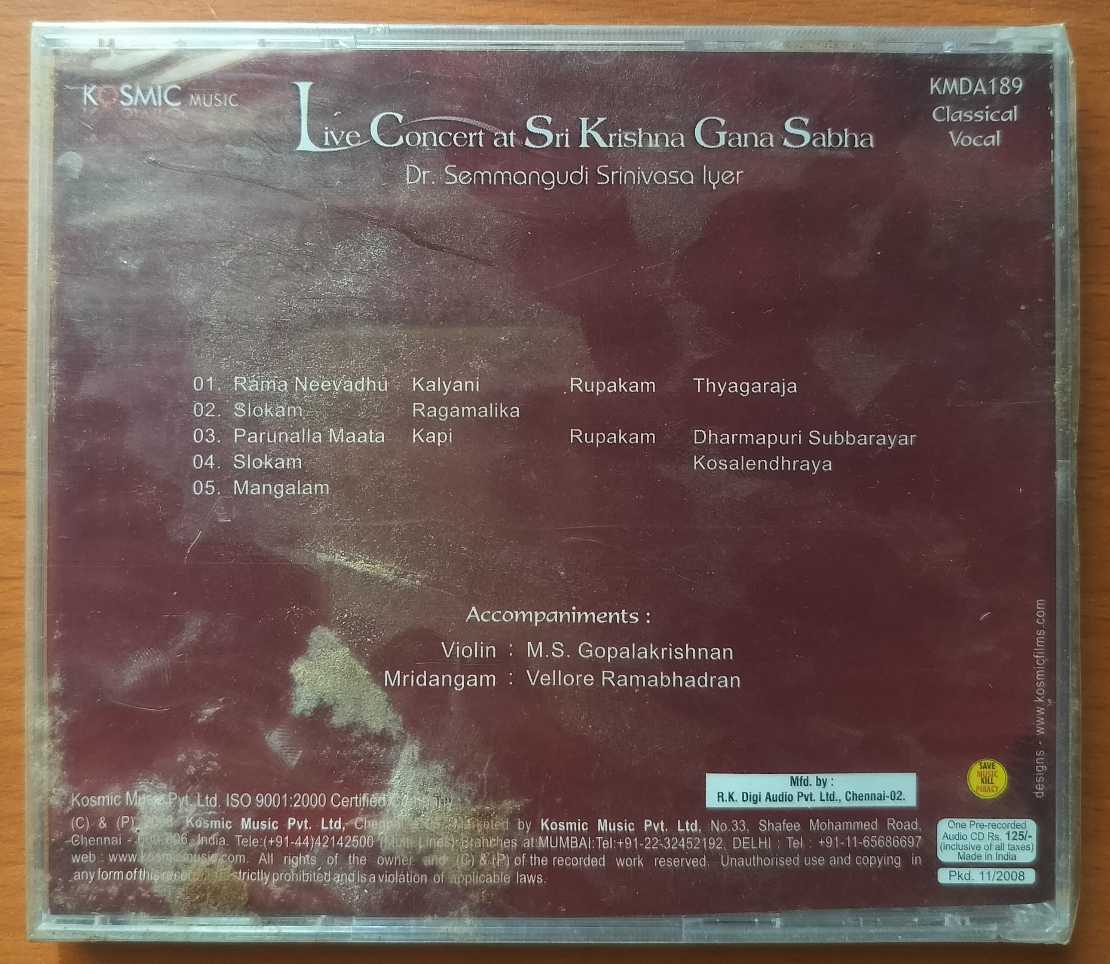 KOSMIC MUSIC
KMDA189
Classical
Vocal
Live Concert at Sri Krishna Gana Sabha
Dr. Semmangudi Srinivasa Iyer
01. Rama Neevadhu Kalyani Rupakam Thyagaraja
02. Slokam Ragamalika
03. Parunalla Maata Kapi Rupakam Dharmapuri Subbarayar
04. Slokam Kosalendhraya
05. Mangalam
Accompaniments :
Violin : M.S. Gopalakrishnan
Mridangam : Vellore Ramabhadran
designs - www.kosmicfilms.com
SAVE
MUSIC
KILL
PIRACY
Mfd. by :
R.K. Digi Audio Pvt. Ltd., Chennai-02.
Kosmic Music Pvt. Ltd. ISO 9001:2000 Certified
(C) & (P) Kosmic Music Pvt. Ltd, by Kosmic Music Pvt. Ltd, No.33, Shafee Mohammed Road,
Chennai - India. Tele:(+91-44)42142500 branches at:MUMBAI:Tel:+91-22-32452192, DELHI : Tel : +91-11-65686697
web : www.kosmicmusic.com. All rights of the owner and (C) & (P) of the recorded work reserved. Unauthorised use and copying in
any form of this strictly prohibited and is a violation of applicable laws.
One Pre-recorded
Audio CD Rs. 125/-
(inclusive of all taxes)
Made in India
Pkd. 11/2008